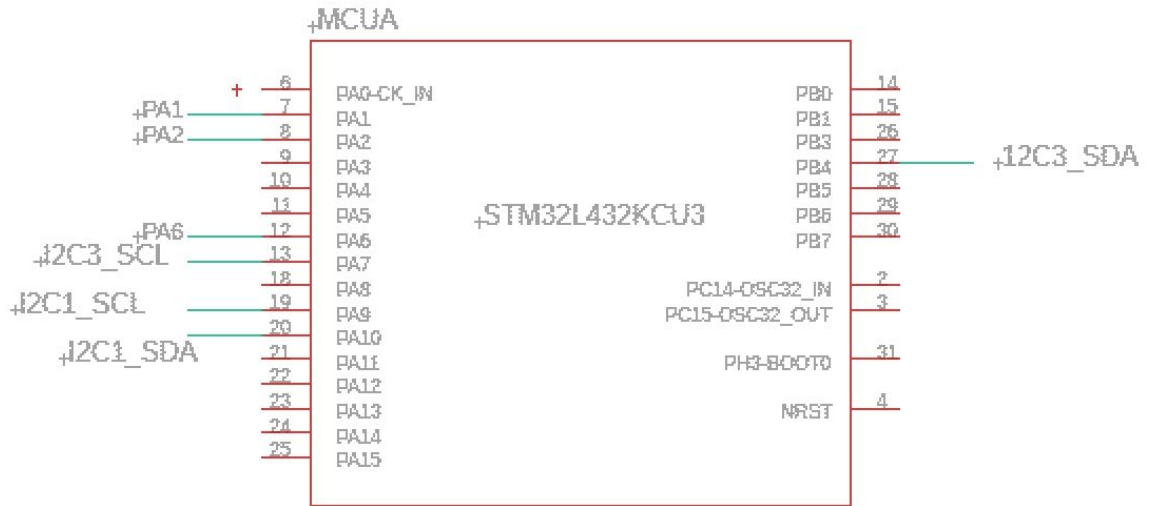 MCUA
6 PA0-CK_IN
PA1 7 PA1
PA2 8 PA2
9 PA3
10 PA4
11 PA5
PA6 12 PA6
I2C3_SCL 13 PA7
18 PA8
I2C1_SCL 19 PA9
20 PA10
I2C1_SDA
21 PA11
22 PA12
23 PA13
24 PA14
25 PA15
STM32L432KCU3
PB0 14
PB1 15
PB3 26
PB4 27 12C3_SDA
PB5 28
PB6 29
PB7 30
PC14-OSC32_IN 2
PC15-OSC32_OUT 3
PH3-BOOT0 31
NRST 4